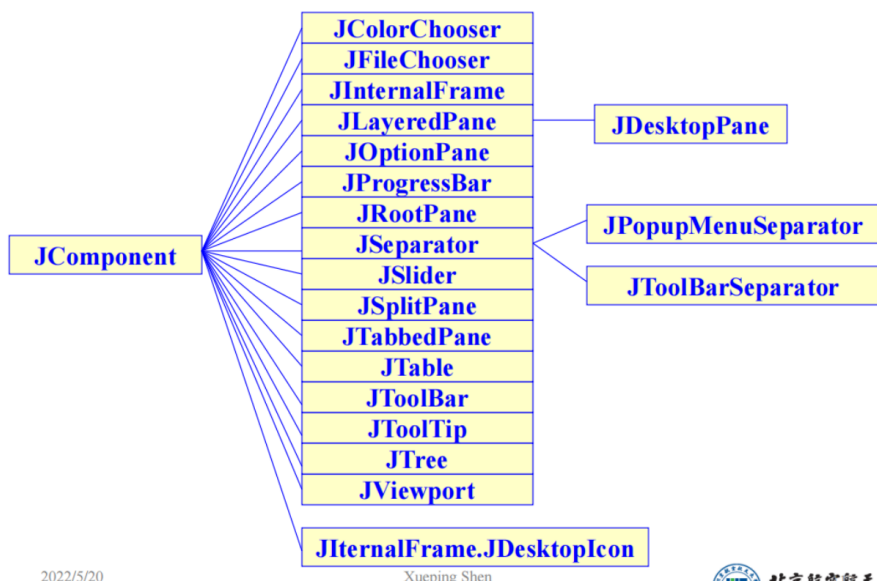 JColorChooser
JFileChooser
JInternalFrame
JLayeredPane
JDesktopPane
JOptionPane
JProgressBar
JRootPane
JPopupMenuSeparator
JComponent
JSeparator
JSlider
JToolBarSeparator
JSplitPane
JTabbedPane
JTable
JToolBar
JToolTip
JTree
JViewport
JIternalFrame.JDesktopIcon
2022/5/20
Xueping Shen